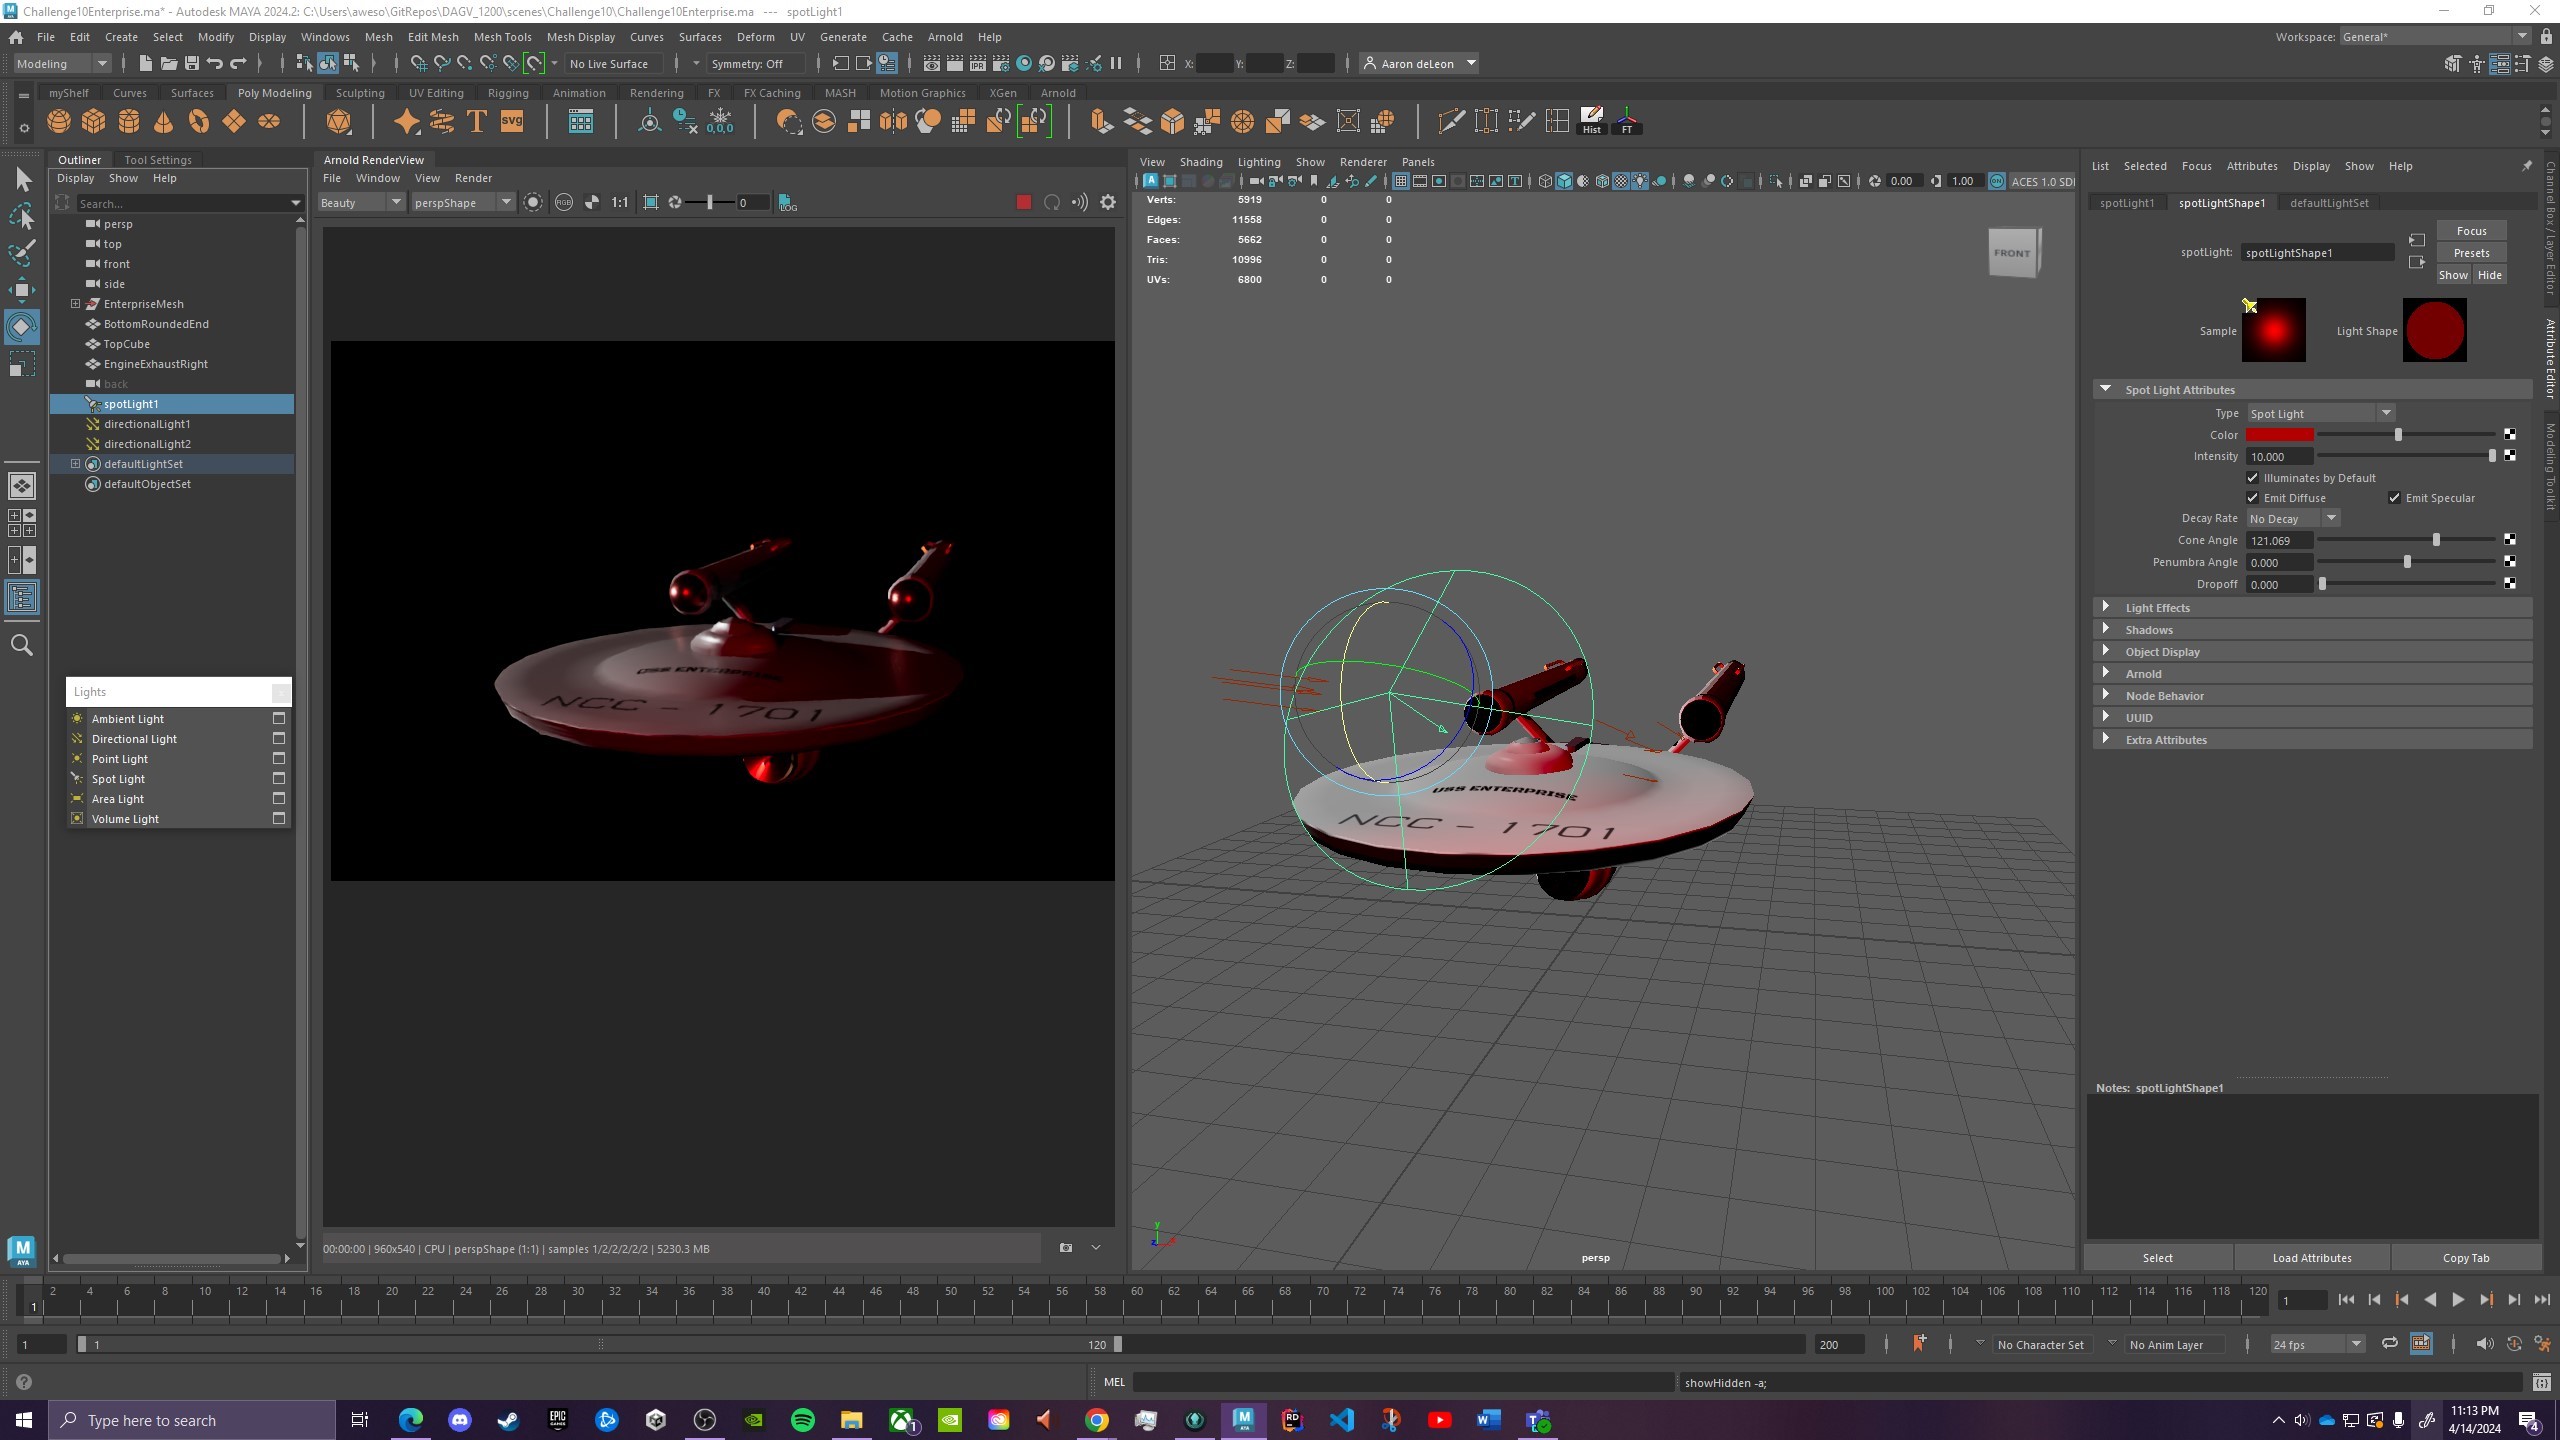 Challenge10Enterprise.ma* - Autodesk MAYA 2024.2: C:\Users\aweso\GitRepos\DAGV_1200\scenes\Challenge10\Challenge10Enterprise.ma --- spotLight1
File Edit Create Select Modify Display Windows Mesh Edit Mesh Mesh Tools Mesh Display Curves Surfaces Deform UV Generate Cache Arnold Help
Workspace: General*
Modeling No Live Surface Symmetry: Off X: Y: Z: Aaron deLeon
myShelf Curves Surfaces Poly Modeling Sculpting UV Editing Rigging Animation Rendering FX FX Caching MASH Motion Graphics XGen Arnold
T svg 0,0,0 Hist FT
Outliner Tool Settings
Display Show Help
Search...
persp
top
front
side
EnterpriseMesh
BottomRoundedEnd
TopCube
EngineExhaustRight
back
spotLight1
directionalLight1
directionalLight2
defaultLightSet
defaultObjectSet
Lights
Ambient Light
Directional Light
Point Light
Spot Light
Area Light
Volume Light
Arnold RenderView
File Window View Render
Beauty perspShape RGB 1:1 0 LOG
USS ENTERPRISE
NCC - 1701
00:00:00 | 960x540 | CPU | perspShape (1:1) | samples 1/2/2/2/2/2 | 5230.3 MB
View Shading Lighting Show Renderer Panels
0.00 1.00 ACES 1.0 SDI
Verts: 5919 0 0
Edges: 11558 0 0
Faces: 5662 0 0
Tris: 10996 0 0
UVs: 6800 0 0
FRONT
USS ENTERPRISE
NCC - 1701
persp
List Selected Focus Attributes Display Show Help
spotLight1 spotLightShape1 defaultLightSet
spotLight: spotLightShape1
Focus
Presets
Show Hide
Sample Light Shape
Spot Light Attributes
Type Spot Light
Color
Intensity 10.000
Illuminates by Default
Emit Diffuse Emit Specular
Decay Rate No Decay
Cone Angle 121.069
Penumbra Angle 0.000
Dropoff 0.000
Light Effects
Shadows
Object Display
Arnold
Node Behavior
UUID
Extra Attributes
Notes: spotLightShape1
Select Load Attributes Copy Tab
Channel Box / Layer Editor
Attribute Editor
Modeling Toolkit
1 2 4 6 8 10 12 14 16 18 20 22 24 26 28 30 32 34 36 38 40 42 44 46 48 50 52 54 56 58 60 62 64 66 68 70 72 74 76 78 80 82 84 86 88 90 92 94 96 98 100 102 104 106 108 110 112 114 116 118 120 1
1 1 120 200 No Character Set No Anim Layer 24 fps
MEL showHidden -a;
Type here to search
11:13 PM
4/14/2024